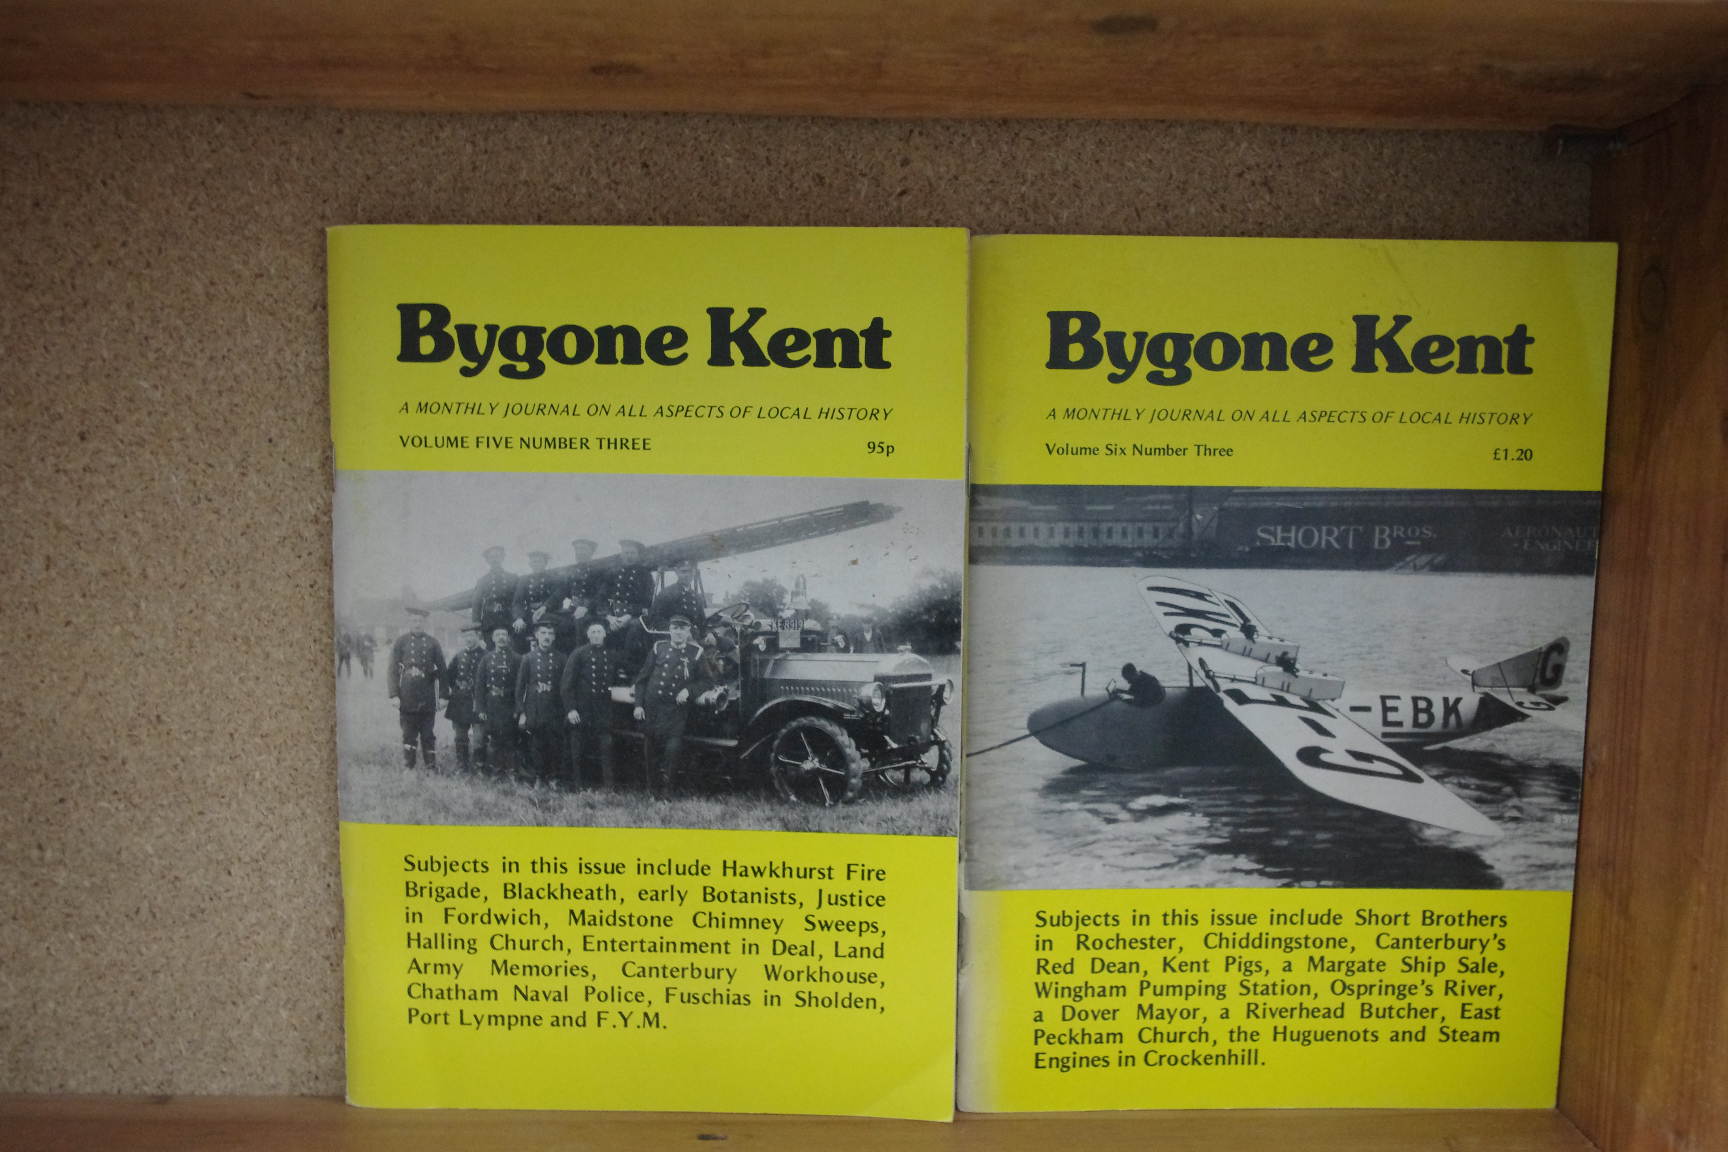 Bygone Kent
A MONTHLY JOURNAL ON ALL ASPECTS OF LOCAL HISTORY
VOLUME FIVE NUMBER THREE 95p
Subjects in this issue include Hawkhurst Fire
Brigade, Blackheath, early Botanists, Justice
in Fordwich, Maidstone Chimney Sweeps,
Halling Church, Entertainment in Deal, Land
Army Memories, Canterbury Workhouse,
Chatham Naval Police, Fuschias in Sholden,
Port Lympne and F.Y.M.
Bygone Kent
A MONTHLY JOURNAL ON ALL ASPECTS OF LOCAL HISTORY
Volume Six Number Three £1.20
SHORT BROS.
G-EBK
Subjects in this issue include Short Brothers
in Rochester, Chiddingstone, Canterbury's
Red Dean, Kent Pigs, a Margate Ship Sale,
Wingham Pumping Station, Ospringe's River,
a Dover Mayor, a Riverhead Butcher, East
Peckham Church, the Huguenots and Steam
Engines in Crockenhill.